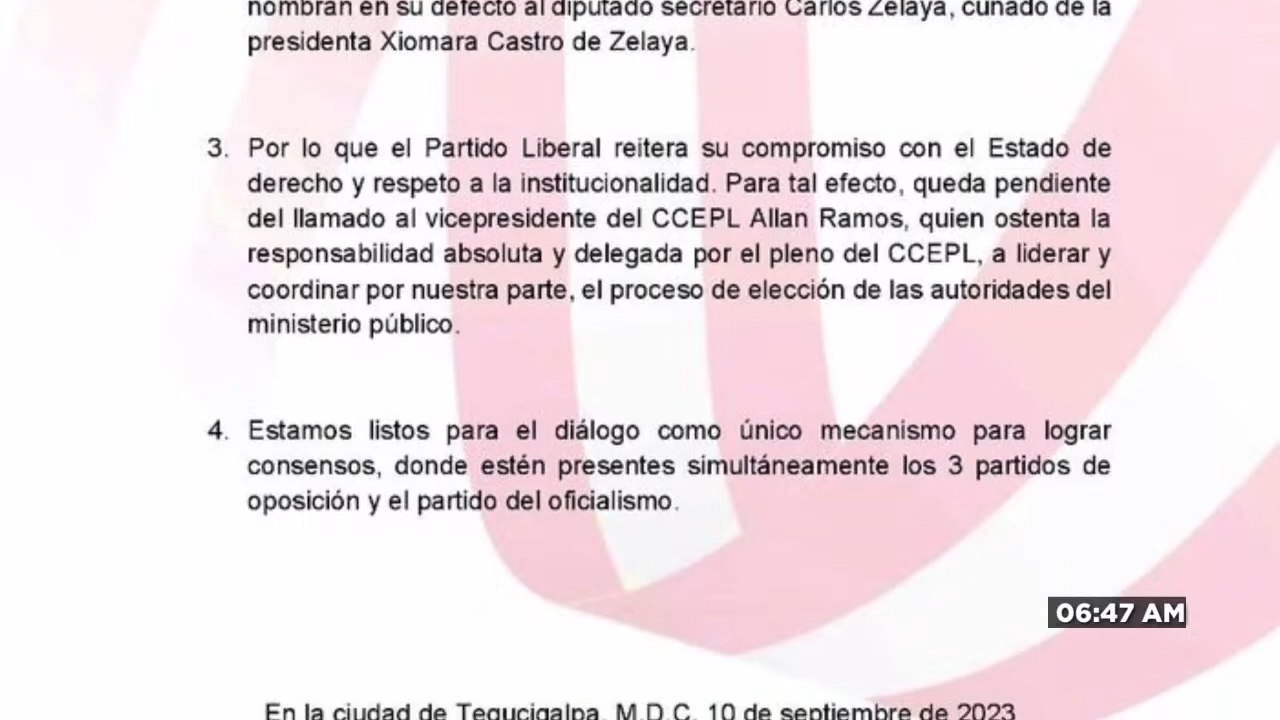 nombran en su defecto al diputado secretario Carlos Zelaya, cuñado de la
presidenta Xiomara Castro de Zelaya.
3. Por lo que el Partido Liberal reitera su compromiso con el Estado de
derecho y respeto a la institucionalidad. Para tal efecto, queda pendiente
del llamado al vicepresidente del CCEPL Allan Ramos, quien ostenta la
responsabilidad absoluta y delegada por el pleno del CCEPL, a liderar y
coordinar por nuestra parte, el proceso de elección de las autoridades del
ministerio público.
4. Estamos listos para el diálogo como único mecanismo para lograr
consensos, donde estén presentes simultáneamente los 3 partidos de
oposición y el partido del oficialismo.
06:47 AM
En la ciudad de Tegucigalpa, M.D.C. 10 de septiembre de 2023